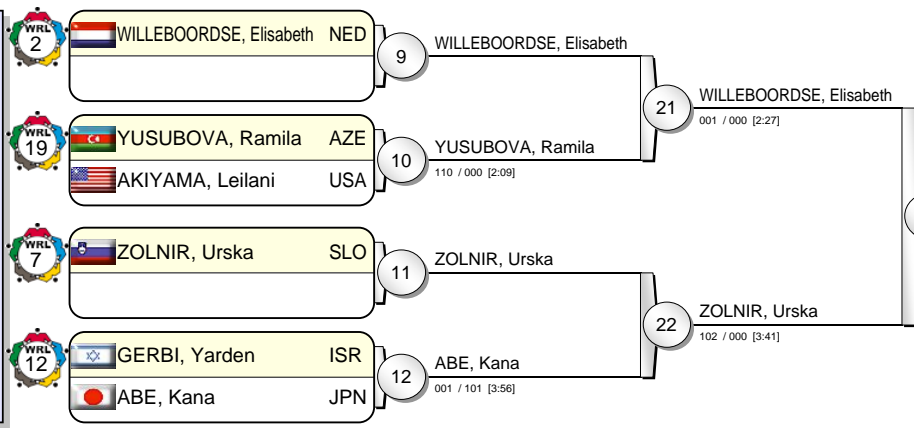 WRL
2
WILLEBOORDSE, Elisabeth NED
9
WILLEBOORDSE, Elisabeth
WRL
19
YUSUBOVA, Ramila AZE
AKIYAMA, Leilani USA
10
YUSUBOVA, Ramila
110 / 000 [2:09]
21
WILLEBOORDSE, Elisabeth
001 / 000 [2:27]
WRL
7
ZOLNIR, Urska SLO
11
ZOLNIR, Urska
WRL
12
GERBI, Yarden ISR
ABE, Kana JPN
12
ABE, Kana
001 / 101 [3:56]
22
ZOLNIR, Urska
102 / 000 [3:41]